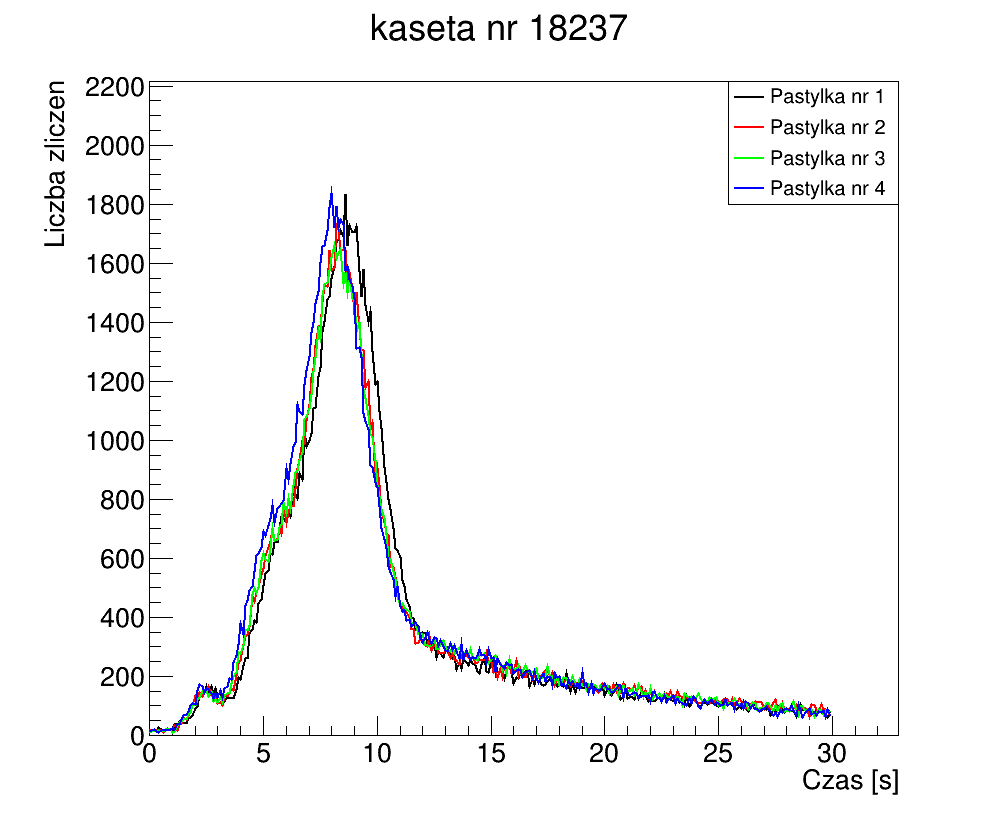 kaseta nr 18237
Liczba zliczen
2200
2000
1800
1600
1400
1200
1000
800
600
400
200
0
Pastylka nr 1
Pastylka nr 2
Pastylka nr 3
Pastylka nr 4
0 5 10 15 20 25 30
Czas [s]